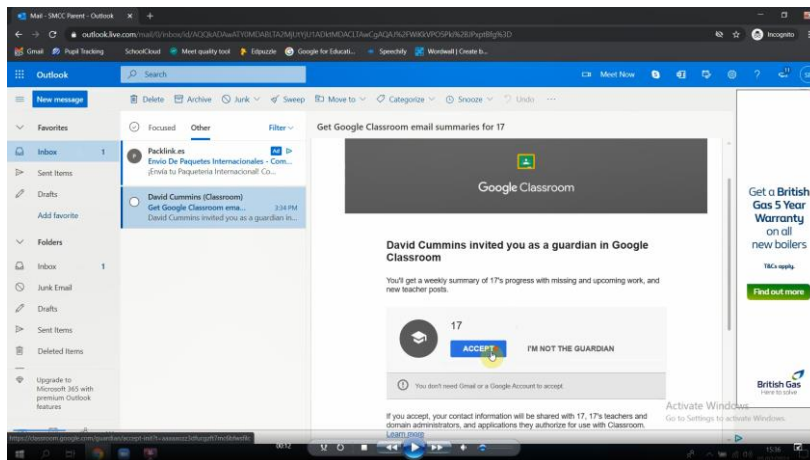 Mail - SMCC Parent - Outlook
outlook.live.com/mail/0/inbox/id/
Incognito
Gmail
Pupil Tracking
SchoolCloud
Meet quality tool
Edpuzzle
Google for Educati...
Speechify
Wordwall | Create b...
Outlook
Search
Meet Now
New message
Delete
Archive
Junk
Sweep
Move to
Categorize
Snooze
Undo
Favorites
Inbox 1
Sent Items
Drafts
Add favorite
Folders
Inbox 1
Junk Email
Drafts
Sent Items
Deleted Items
Upgrade to
Microsoft 365 with
premium Outlook
features
Focused Other Filter
Packlink.es Ad
Envío De Paquetes Internacionales - Com...
¡Envía tu Paquetería Internacional! Co...
David Cummins (Classroom)
Get Google Classroom ema... 3:34 PM
David Cummins invited you as a guardian in...
Get Google Classroom email summaries for 17
Google Classroom
David Cummins invited you as a guardian in Google
Classroom
You'll get a weekly summary of 17's progress with missing and upcoming work, and
new teacher posts.
17
ACCEPT I'M NOT THE GUARDIAN
You don't need Gmail or a Google Account to accept.
If you accept, your contact information will be shared with 17, 17's teachers and
domain administrators, and applications they authorize for use with Classroom.
Learn more
Get a British
Gas 5 Year
Warranty
on all
new boilers
T&Cs apply.
Find out more
British Gas
Here to solve
Activate Windows
Go to Settings to activate Windows.
00:12
15:36